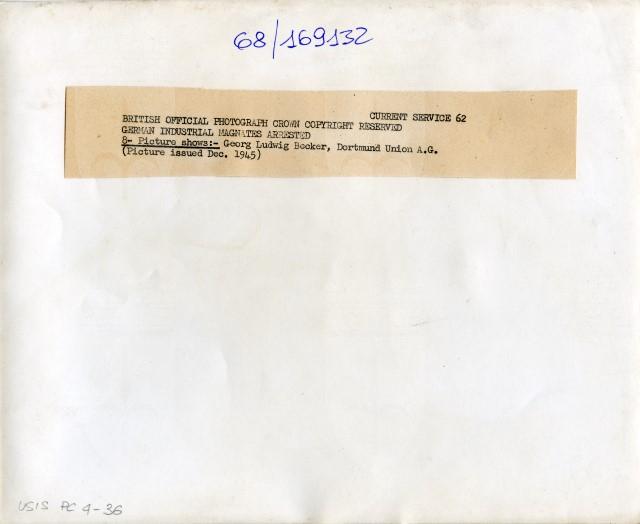 68/169132
CURRENT SERVICE 62
BRITISH OFFICIAL PHOTOGRAPH CROWN COPYRIGHT RESERVED
GERMAN INDUSTRIAL MAGNATES ARRESTED
8- Picture shows:- Georg Ludwig Becker, Dortmund Union A.G.
(Picture issued Dec. 1945)
USIS PC 4-36